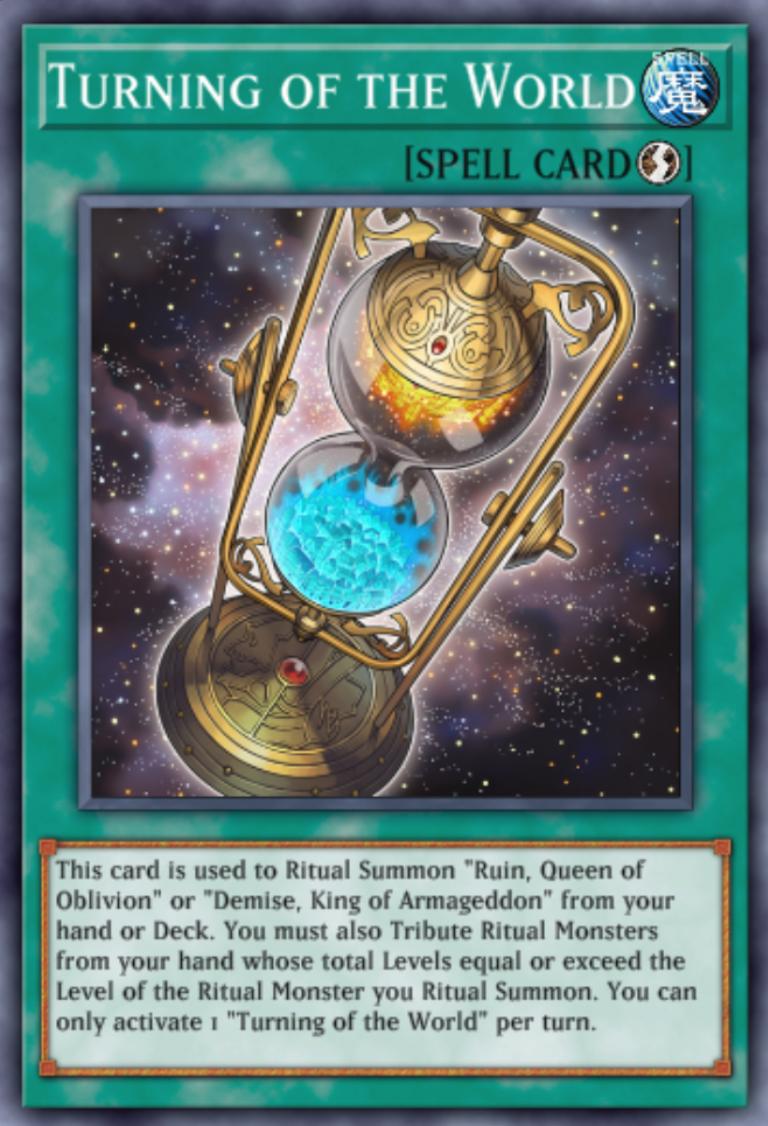 TURNING OF THE WORLD
SPELL
魔
[SPELL CARD]
This card is used to Ritual Summon "Ruin, Queen of
Oblivion" or "Demise, King of Armageddon" from your
hand or Deck. You must also Tribute Ritual Monsters
from your hand whose total Levels equal or exceed the
Level of the Ritual Monster you Ritual Summon. You can
only activate 1 "Turning of the World" per turn.